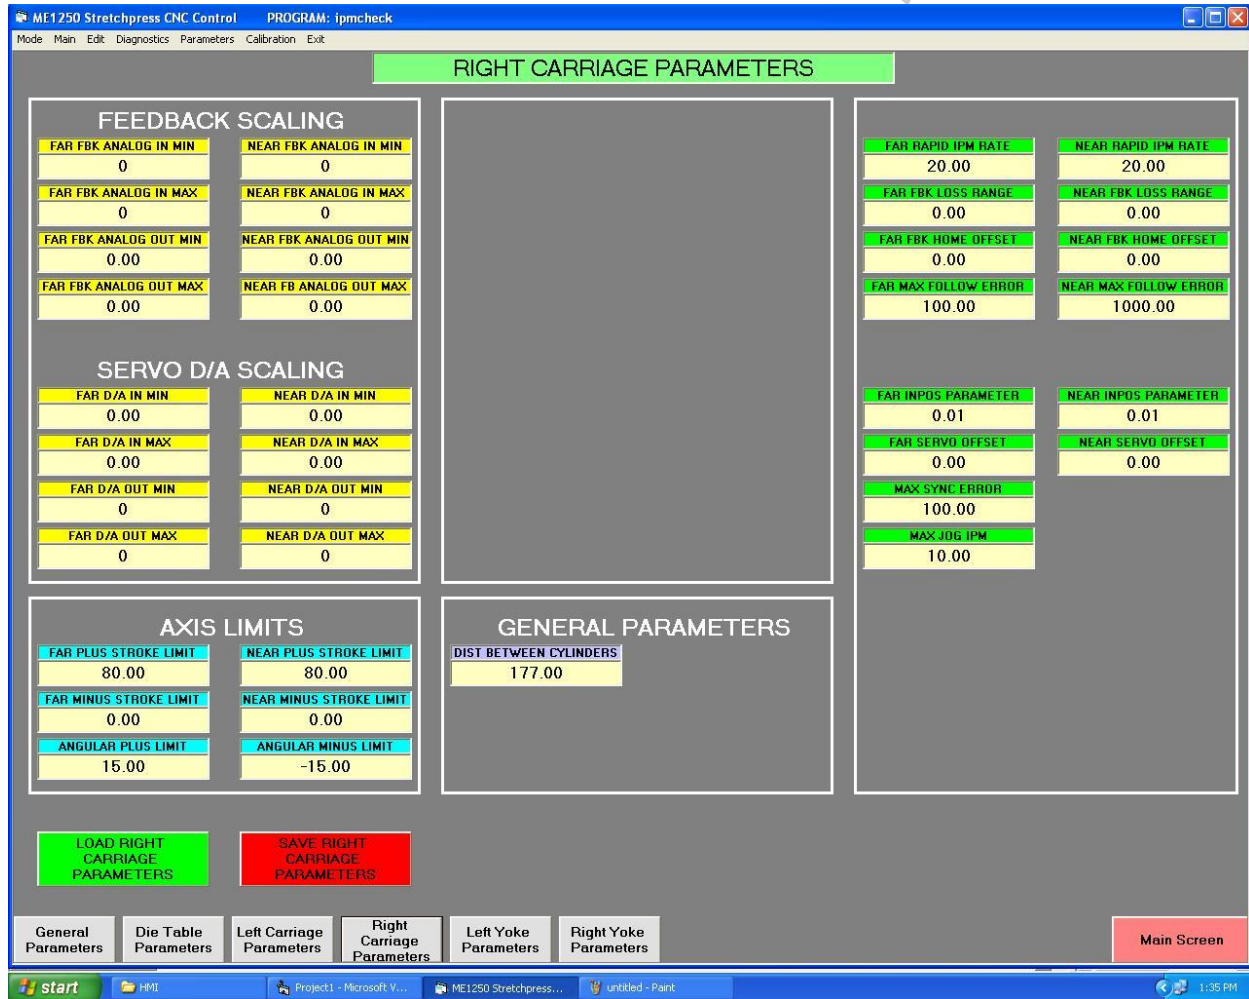 ME1250 Stretchpress CNC Control PROGRAM: ipmcheck
Mode Main Edit Diagnostics Parameters Calibration Exit
RIGHT CARRIAGE PARAMETERS
FEEDBACK SCALING
FAR FBK ANALOG IN MIN NEAR FBK ANALOG IN MIN
0 0
FAR FBK ANALOG IN MAX NEAR FBK ANALOG IN MAX
0 0
FAR FBK ANALOG OUT MIN NEAR FBK ANALOG OUT MIN
0.00 0.00
FAR FBK ANALOG OUT MAX NEAR FB ANALOG OUT MAX
0.00 0.00
SERVO D/A SCALING
FAR D/A IN MIN NEAR D/A IN MIN
0.00 0.00
FAR D/A IN MAX NEAR D/A IN MAX
0.00 0.00
FAR D/A OUT MIN NEAR D/A OUT MIN
0 0
FAR D/A OUT MAX NEAR D/A OUT MAX
0 0
FAR RAPID IPM RATE NEAR RAPID IPM RATE
20.00 20.00
FAR FBK LOSS RANGE NEAR FBK LOSS RANGE
0.00 0.00
FAR FBK HOME OFFSET NEAR FBK HOME OFFSET
0.00 0.00
FAR MAX FOLLOW ERROR NEAR MAX FOLLOW ERROR
100.00 1000.00
FAR INPOS PARAMETER NEAR INPOS PARAMETER
0.01 0.01
FAR SERVO OFFSET NEAR SERVO OFFSET
0.00 0.00
MAX SYNC ERROR
100.00
MAX JOG IPM
10.00
AXIS LIMITS
FAR PLUS STROKE LIMIT NEAR PLUS STROKE LIMIT
80.00 80.00
FAR MINUS STROKE LIMIT NEAR MINUS STROKE LIMIT
0.00 0.00
ANGULAR PLUS LIMIT ANGULAR MINUS LIMIT
15.00 -15.00
GENERAL PARAMETERS
DIST BETWEEN CYLINDERS
177.00
LOAD RIGHT
CARRIAGE
PARAMETERS
SAVE RIGHT
CARRIAGE
PARAMETERS
General
Parameters
Die Table
Parameters
Left Carriage
Parameters
Right
Carriage
Parameters
Left Yoke
Parameters
Right Yoke
Parameters
Main Screen
start HMI Project1 - Microsoft V... ME1250 Stretchpress... untitled - Paint 1:35 PM